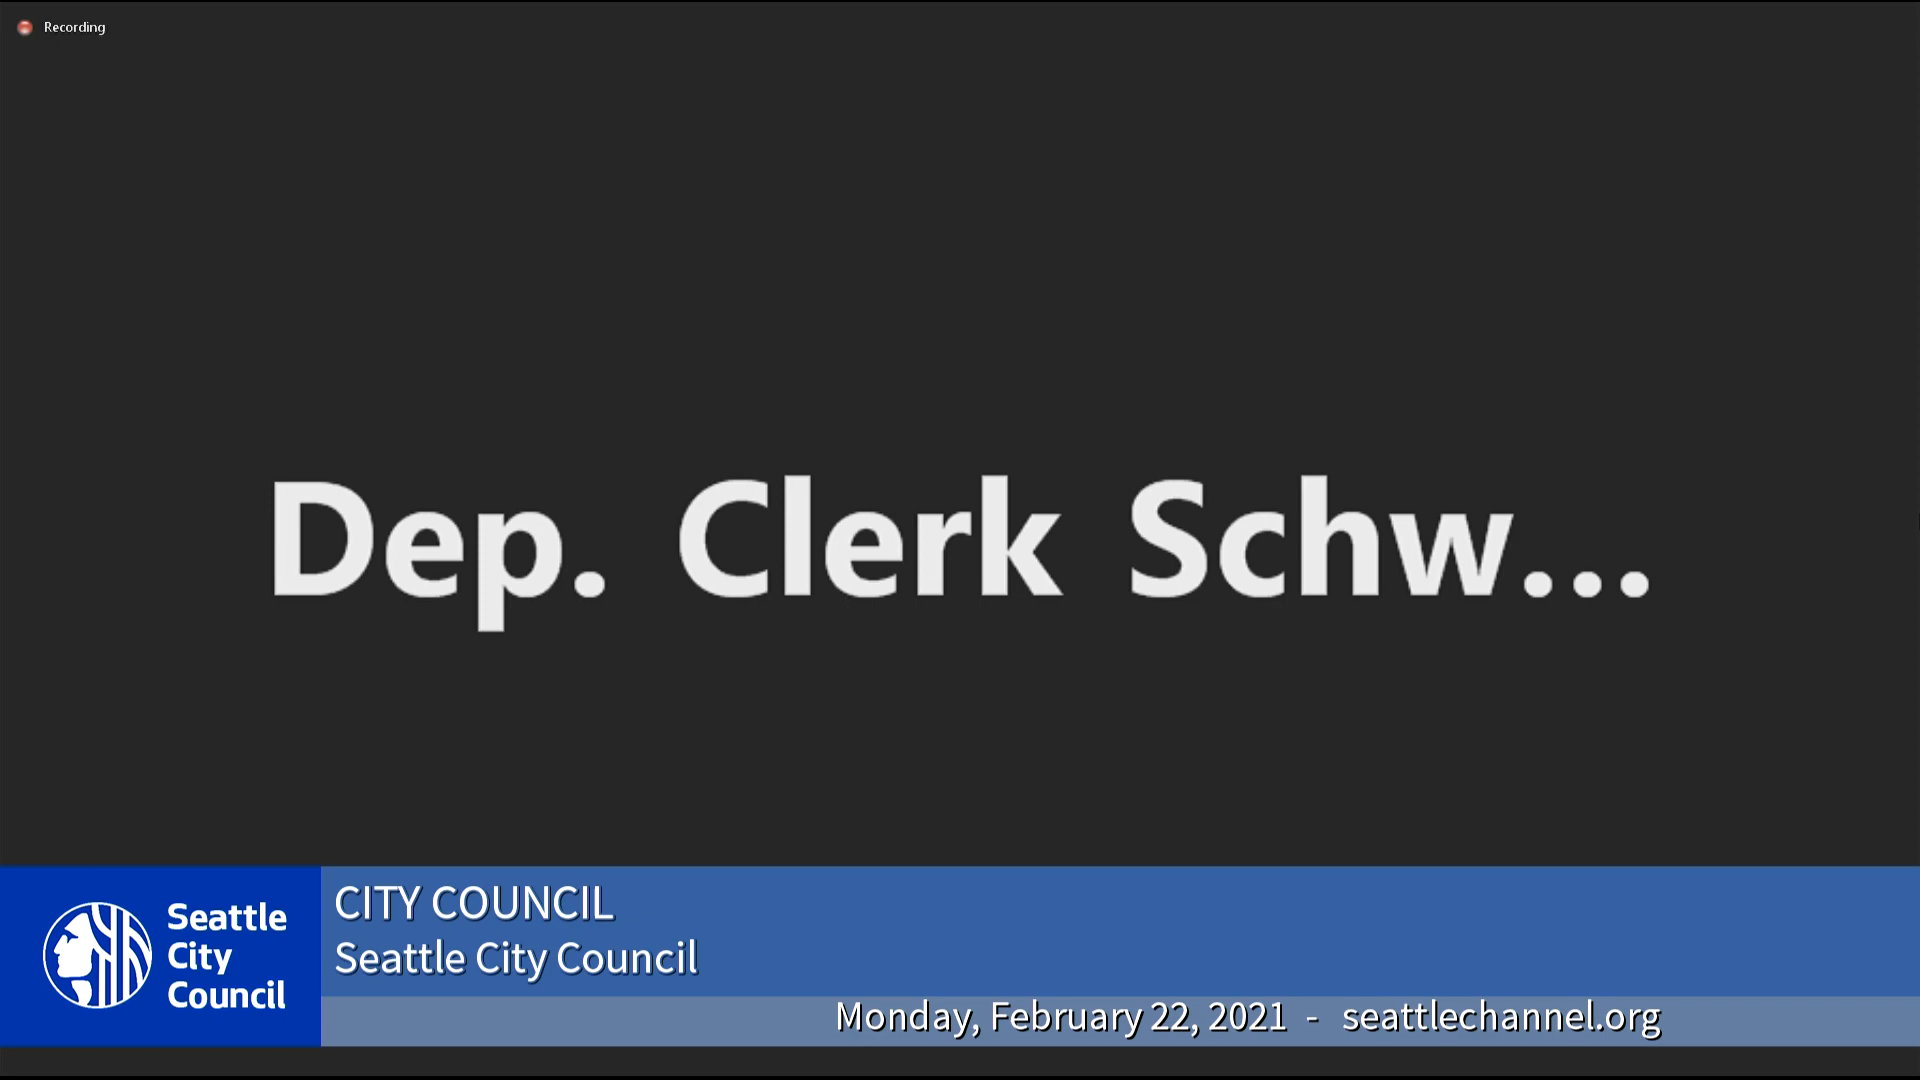 Recording
Dep. Clerk Schw...
Seattle
City
Council
CITY COUNCIL
Seattle City Council
Monday, February 22, 2021 - seattlechannel.org